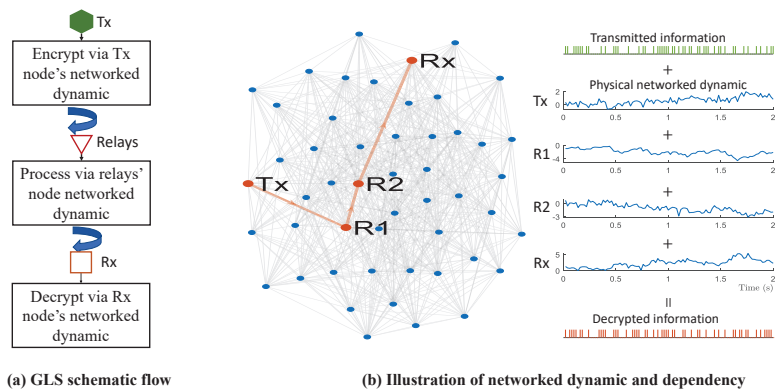 Tx
Encrypt via Tx
node's networked
dynamic
Relays
Process via relays'
node networked
dynamic
Rx
Decrypt via Rx
node's networked
dynamic
(a) GLS schematic flow
Rx
Tx
R2
R1
Transmitted information
+
Physical networked dynamic
Tx
2
0
0 0.5 1 1.5 2
+
R1
0
-4
0 0.5 1 1.5 2
+
R2
0
-3
0 0.5 1 1.5 2
+
Rx
5
0
0 0.5 1 1.5 2
Time (s)
=
Decrypted information
(b) Illustration of networked dynamic and dependency